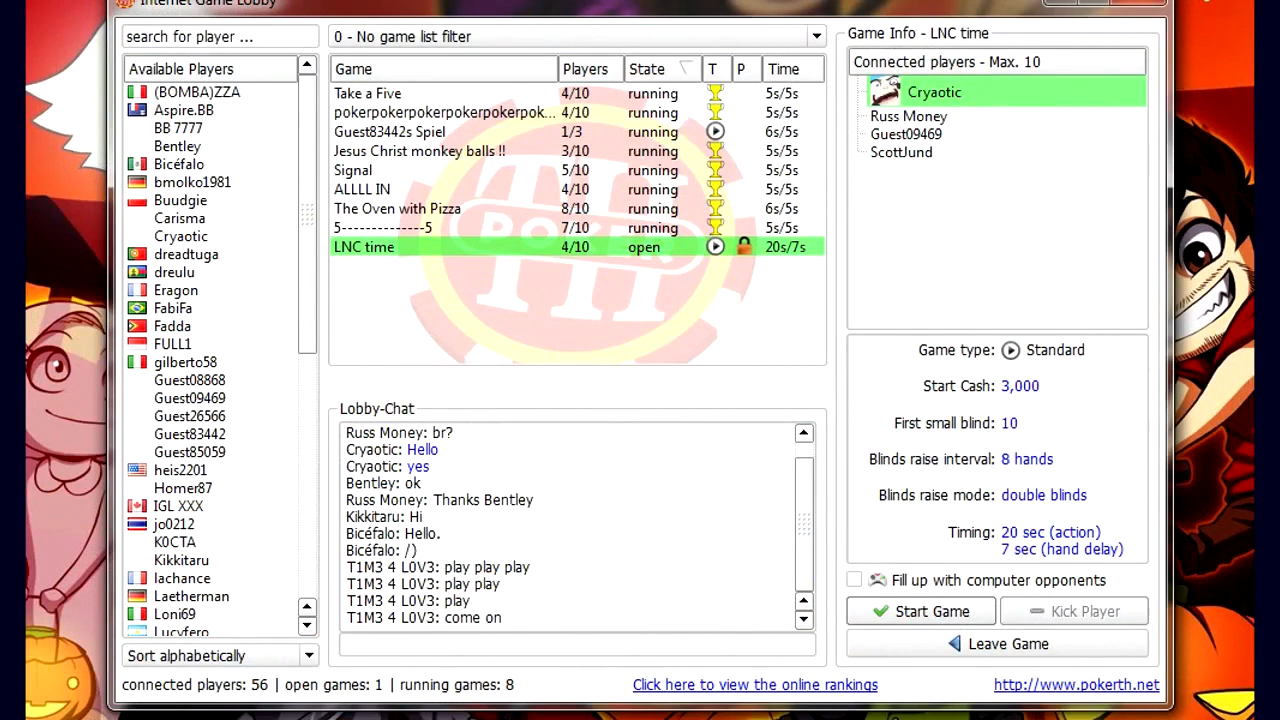 Internet Game Lobby
search for player ...
Available Players
(BOMBA)ZZA
Aspire.BB
BB 7777
Bentley
Bicéfalo
bmolko1981
Buudgie
Carisma
Cryaotic
dreadtuga
dreulu
Eragon
FabiFa
Fadda
FULL1
gilberto58
Guest08868
Guest09469
Guest26566
Guest83442
Guest85059
heis2201
Homer87
IGL XXX
jo0212
K0CTA
Kikkitaru
lachance
Laetherman
Loni69
Lucyfero
Sort alphabetically
0 - No game list filter
Game Players State T P Time
Take a Five 4/10 running 5s/5s
pokerpokerpokerpokerpokerpok... 4/10 running 5s/5s
Guest83442s Spiel 1/3 running 6s/5s
Jesus Christ monkey balls !! 3/10 running 5s/5s
Signal 5/10 running 5s/5s
ALLLL IN 4/10 running 5s/5s
The Oven with Pizza 8/10 running 6s/5s
5--------------5 7/10 running 5s/5s
LNC time 4/10 open 20s/7s
POKER
TH
Lobby-Chat
Russ Money: br?
Cryaotic: Hello
Cryaotic: yes
Bentley: ok
Russ Money: Thanks Bentley
Kikkitaru: Hi
Bicéfalo: Hello.
Bicéfalo: /)
T1M3 4 L0V3: play play play
T1M3 4 L0V3: play play
T1M3 4 L0V3: play
T1M3 4 L0V3: come on
Game Info - LNC time
Connected players - Max. 10
Cryaotic
Russ Money
Guest09469
ScottJund
Game type: Standard
Start Cash: 3,000
First small blind: 10
Blinds raise interval: 8 hands
Blinds raise mode: double blinds
Timing: 20 sec (action)
7 sec (hand delay)
Fill up with computer opponents
Start Game
Kick Player
Leave Game
connected players: 56 | open games: 1 | running games: 8
Click here to view the online rankings
http://www.pokerth.net